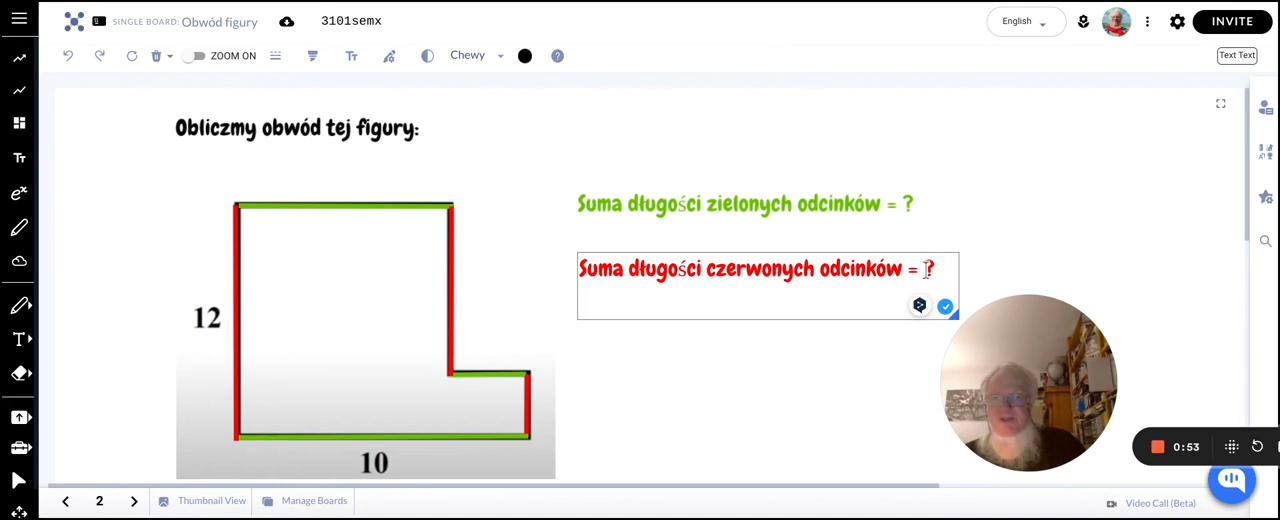 SINGLE BOARD: Obwód figury
3101semx
English
INVITE
ZOOM ON
Tt
Chewy
?
Text Text
Obliczmy obwód tej figury:
Suma długości zielonych odcinków = ?
Suma długości czerwonych odcinków = ?
12
10
0:53
2
Thumbnail View
Manage Boards
Video Call (Beta)